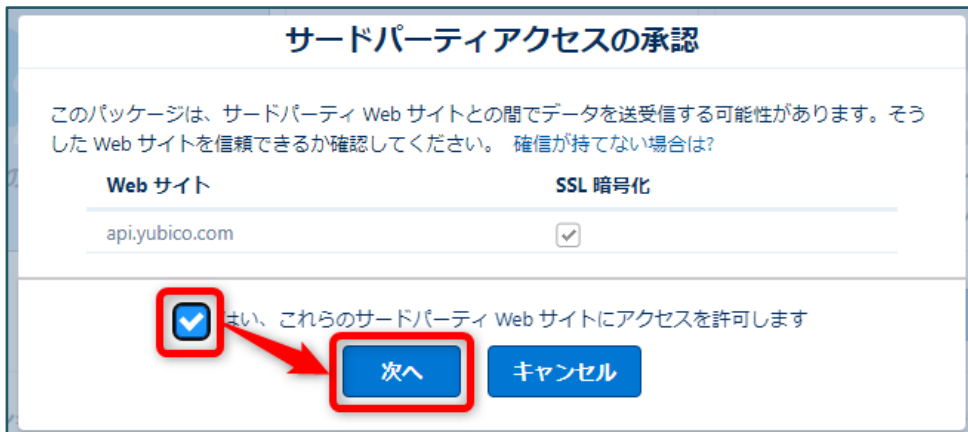 サードパーティアクセスの承認
このパッケージは、サードパーティ Web サイトとの間でデータを送受信する可能性があります。そう
した Web サイトを信頼できるか確認してください。 確信が持てない場合は?
Web サイト SSL 暗号化
api.yubico.com
はい、これらのサードパーティ Web サイトにアクセスを許可します
次へ キャンセル